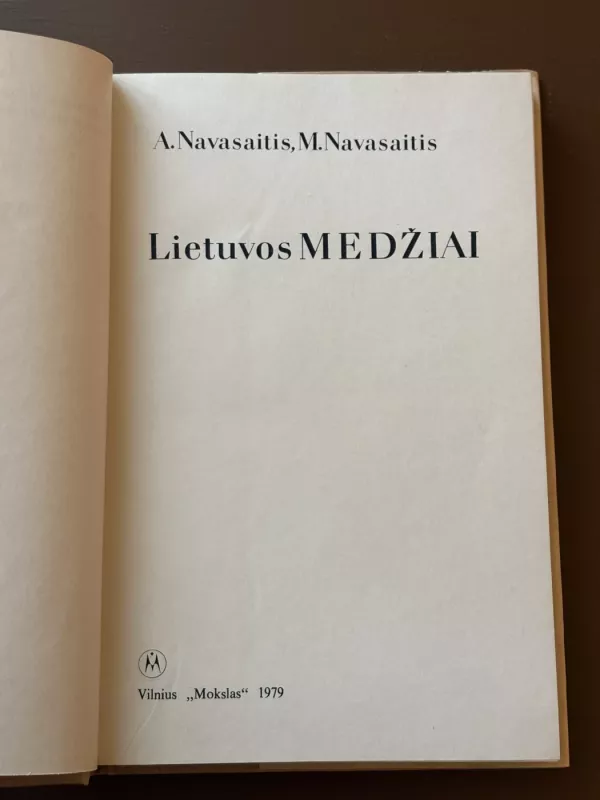 A. Navasaitis, M. Navasaitis
Lietuvos MEDŽIAI
Vilnius „Mokslas“ 1979